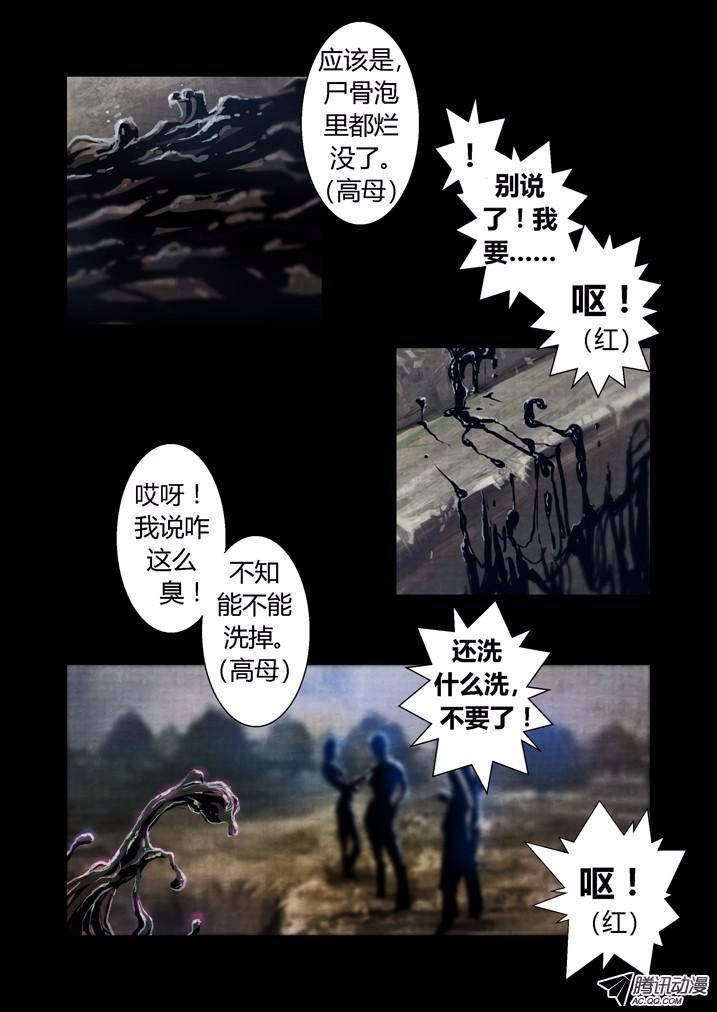 应该是，
尸骨泡
里都烂
没了。
（高母）
！
别说
了！我
要……
呕！
（红）
哎呀！
我说咋
这么
臭！
不知
能不能
洗掉。
（高母）
还洗
什么洗，
不要了！
呕！
（红）
腾讯动漫
AC.QQ.COM